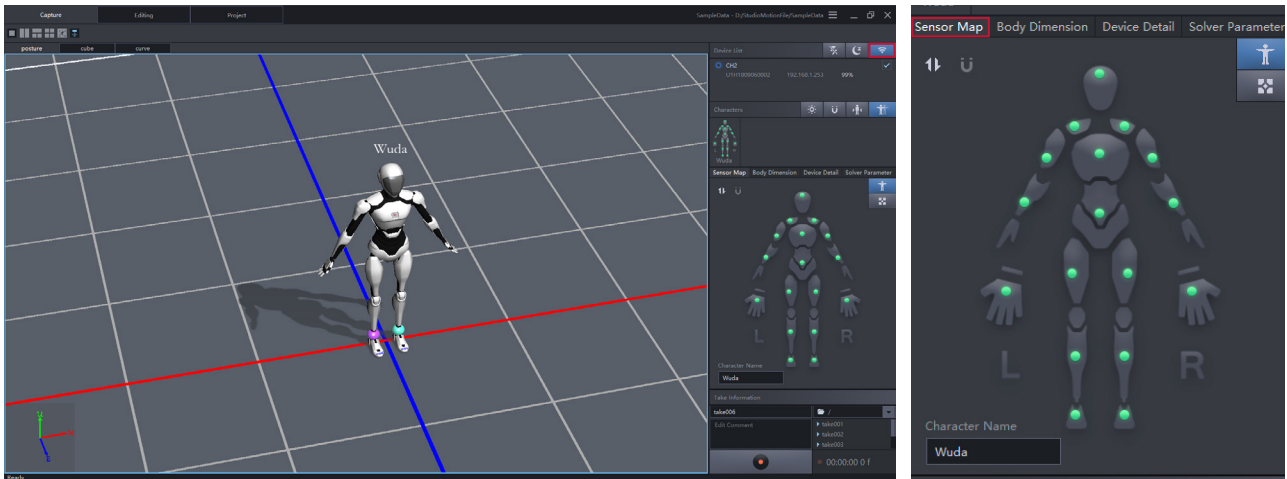 Capture Editing Project
SampleData - D:/StudioMotionFile/SampleData
posture cube curve
Device List
CH2
192.168.1.253 99%
Characters
Wuda
Wuda
Sensor Map Body Dimension Device Detail Solver Parameter
L R
Character Name
Wuda
Take Information
take006 /
Edit Comment
take001
take002
take003
00:00:00 0 f
Ready
Sensor Map Body Dimension Device Detail Solver Parameter
L R
Character Name
Wuda